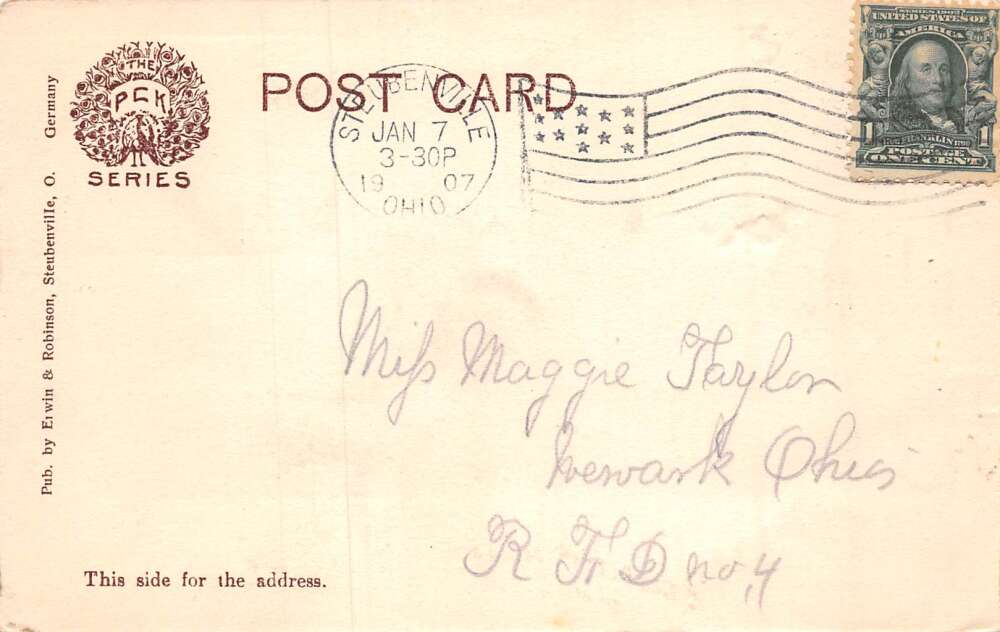 THE
PCK
SERIES
POST CARD
STEUBENVILLE
JAN 7
3-30P
19 07
OHIO
SERIES 1902
UNITED STATES OF
AMERICA
FRANKLIN
1 1
POSTAGE
ONE CENT
Pub. by Erwin & Robinson, Steubenville, O. Germany
Miss Maggie Taylor
Newark Ohio
R F D no, 4
This side for the address.